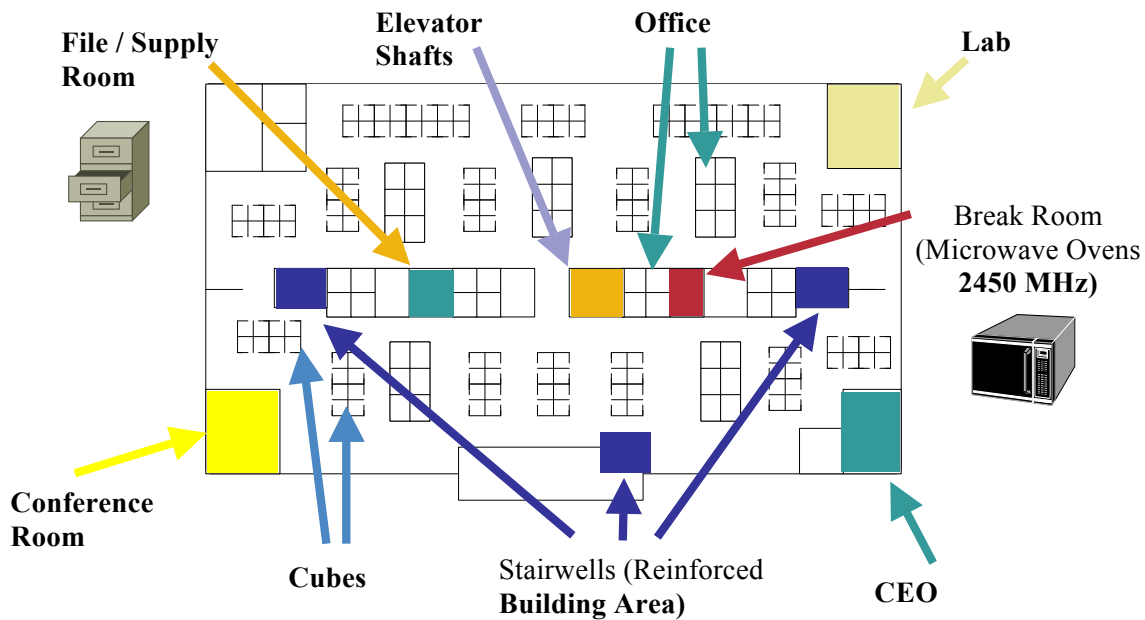 File / Supply
Room
Elevator
Shafts
Office
Lab
Break Room
(Microwave Ovens
2450 MHz)
Conference
Room
Cubes
Stairwells (Reinforced
Building Area)
CEO